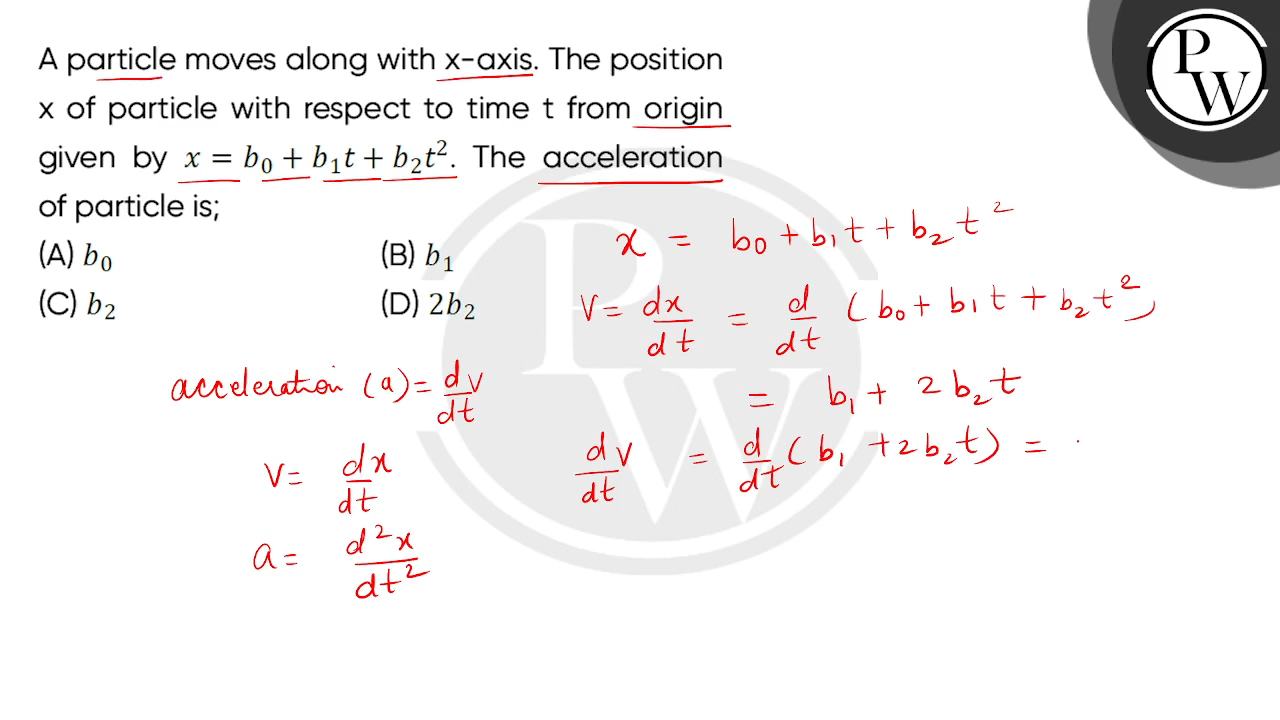 A particle moves along with x-axis. The position
x of particle with respect to time t from origin
given by x = b₀ + b₁t + b₂t². The acceleration
of particle is;
(A) b₀ (B) b₁
(C) b₂ (D) 2b₂
x = b₀ + b₁t + b₂t²
V = dx/dt = d/dt (b₀ + b₁t + b₂t²)
= b₁ + 2b₂t
dv/dt = d/dt (b₁ + 2b₂t) =
acceleration (a) = dv/dt
V = dx/dt
a = d²x/dt²
PW
PW